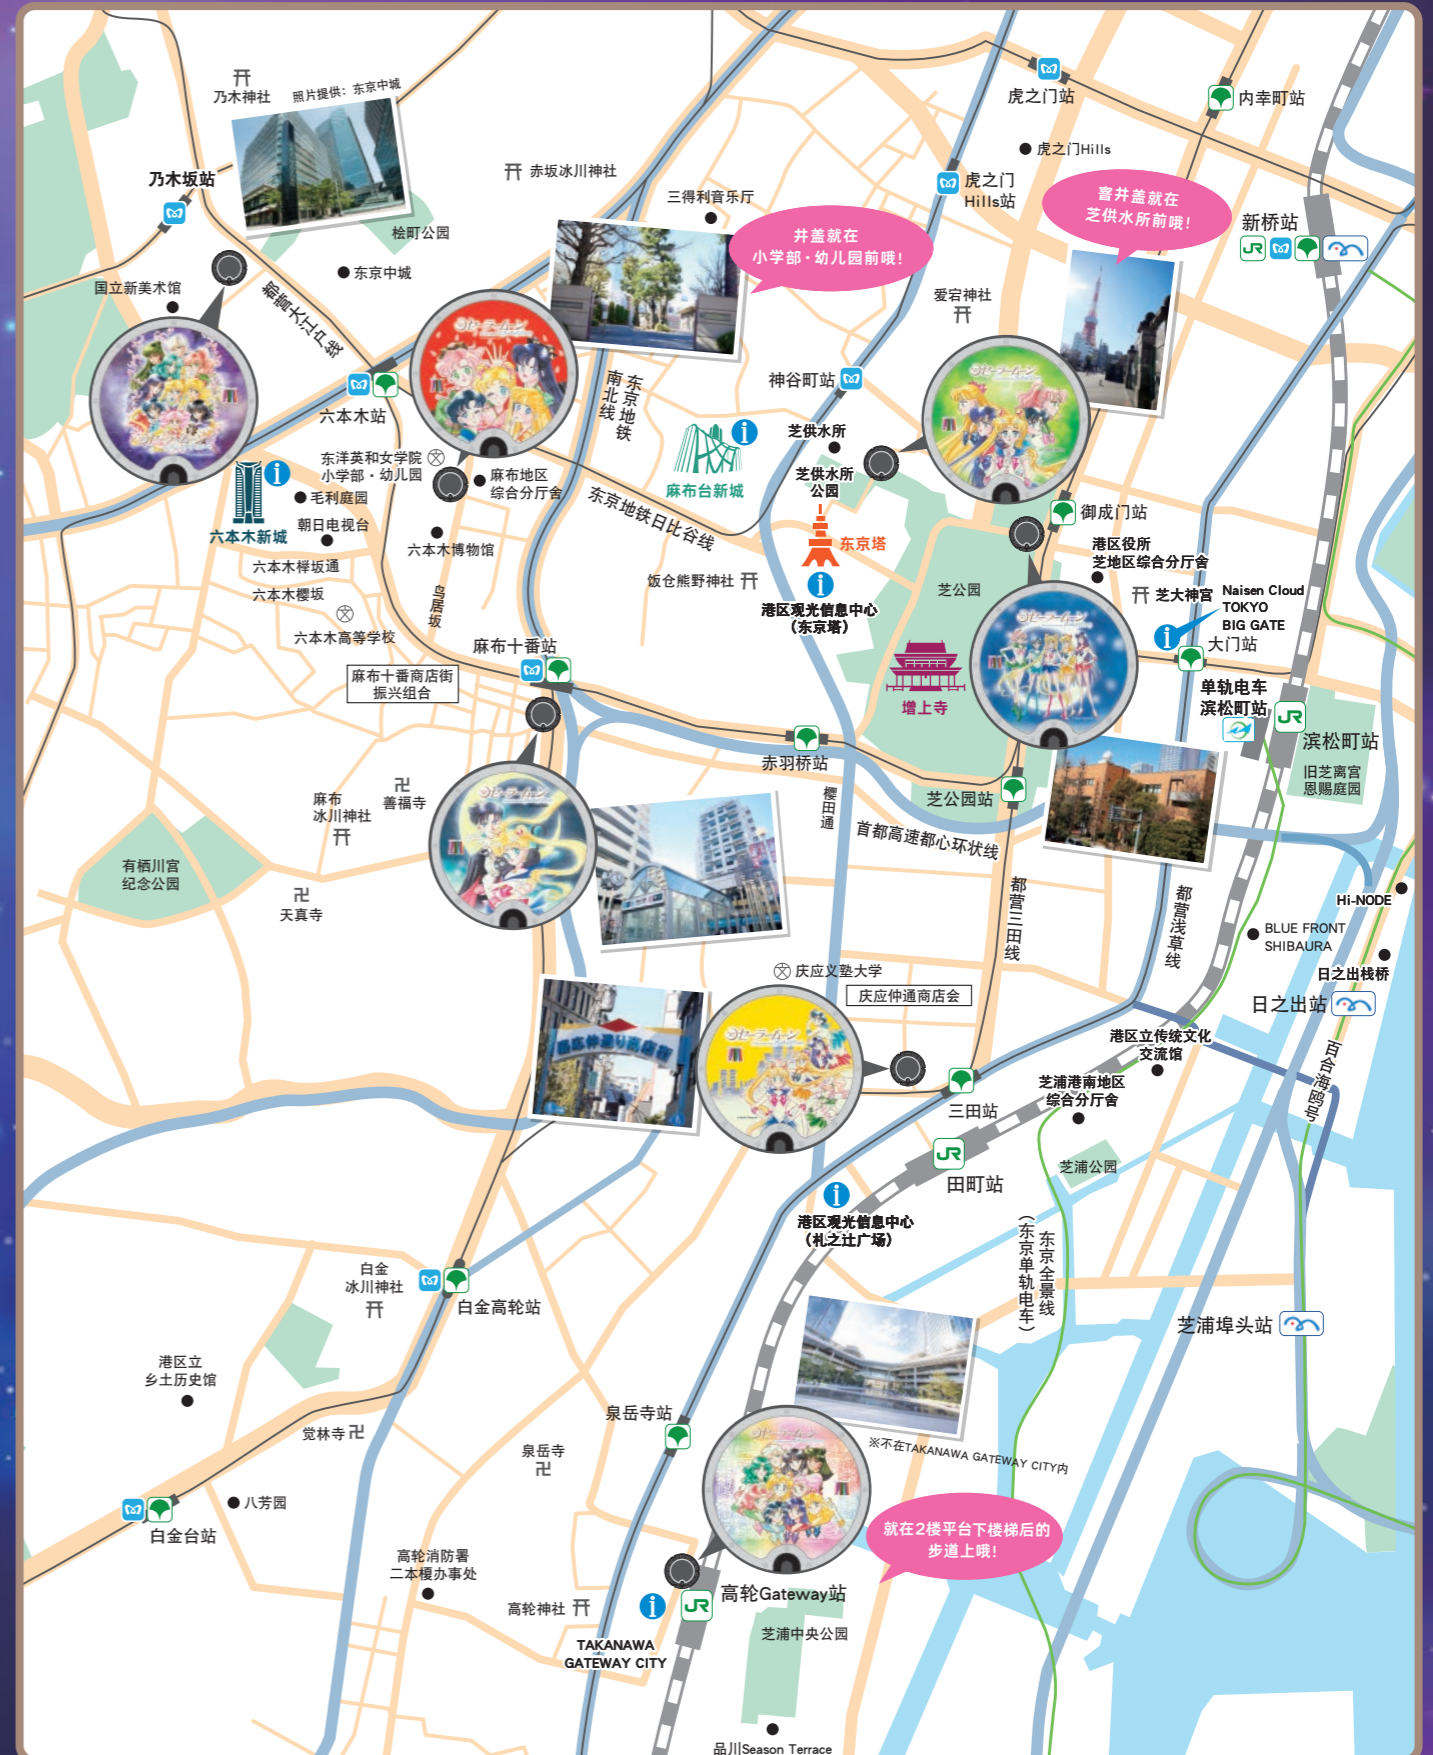 乃木神社
照片提供：东京中城
乃木坂站
桧町公园
东京中城
国立新美术馆
都营大江户线
六本木站
赤坂冰川神社
三得利音乐厅
井盖就在
小学部・幼儿园前哦！
虎之门站
内幸町站
虎之门Hills
虎之门
Hills站
窨井盖就在
芝供水所前哦！
新桥站
JR
爱宕神社
神谷町站
东京地铁
南北线
芝供水所
芝供水所
公园
麻布台新城
东京地铁日比谷线
东洋英和女学院
小学部・幼儿园
麻布地区
综合分厅舍
毛利庭园
朝日电视台
六本木新城
六本木博物馆
六本木榉坂通
六本木樱坂
六本木高等学校
鸟居坂
东京塔
港区观光信息中心
（东京塔）
饭仓熊野神社
御成门站
港区役所
芝地区综合分厅舍
芝公园
芝大神宫
Naisen Cloud
TOKYO
BIG GATE
大门站
增上寺
单轨电车
滨松町站
JR
滨松町站
旧芝离宫
恩赐庭园
麻布十番站
麻布十番商店街
振兴组合
赤羽桥站
芝公园站
樱田通
首都高速都心环状线
善福寺
麻布
冰川神社
有栖川宫
纪念公园
天真寺
都营三田线
都营浅草线
Hi-NODE
BLUE FRONT
SHIBAURA
日之出栈桥
日之出站
百合海鸥号
庆应义塾大学
庆应仲通商店会
港区立传统文化
交流馆
芝浦港南地区
综合分厅舍
三田站
JR
田町站
芝浦公园
港区观光信息中心
（札之辻广场）
东京全景线
（东京单轨电车）
芝浦埠头站
白金
冰川神社
白金高轮站
港区立
乡土历史馆
觉林寺
八芳园
白金台站
泉岳寺站
泉岳寺
※不在TAKANAWA GATEWAY CITY内
就在2楼平台下楼梯后的
步道上哦！
高轮消防署
二本榎办事处
高轮神社
高轮Gateway站
JR
TAKANAWA
GATEWAY CITY
芝浦中央公园
品川Season Terrace